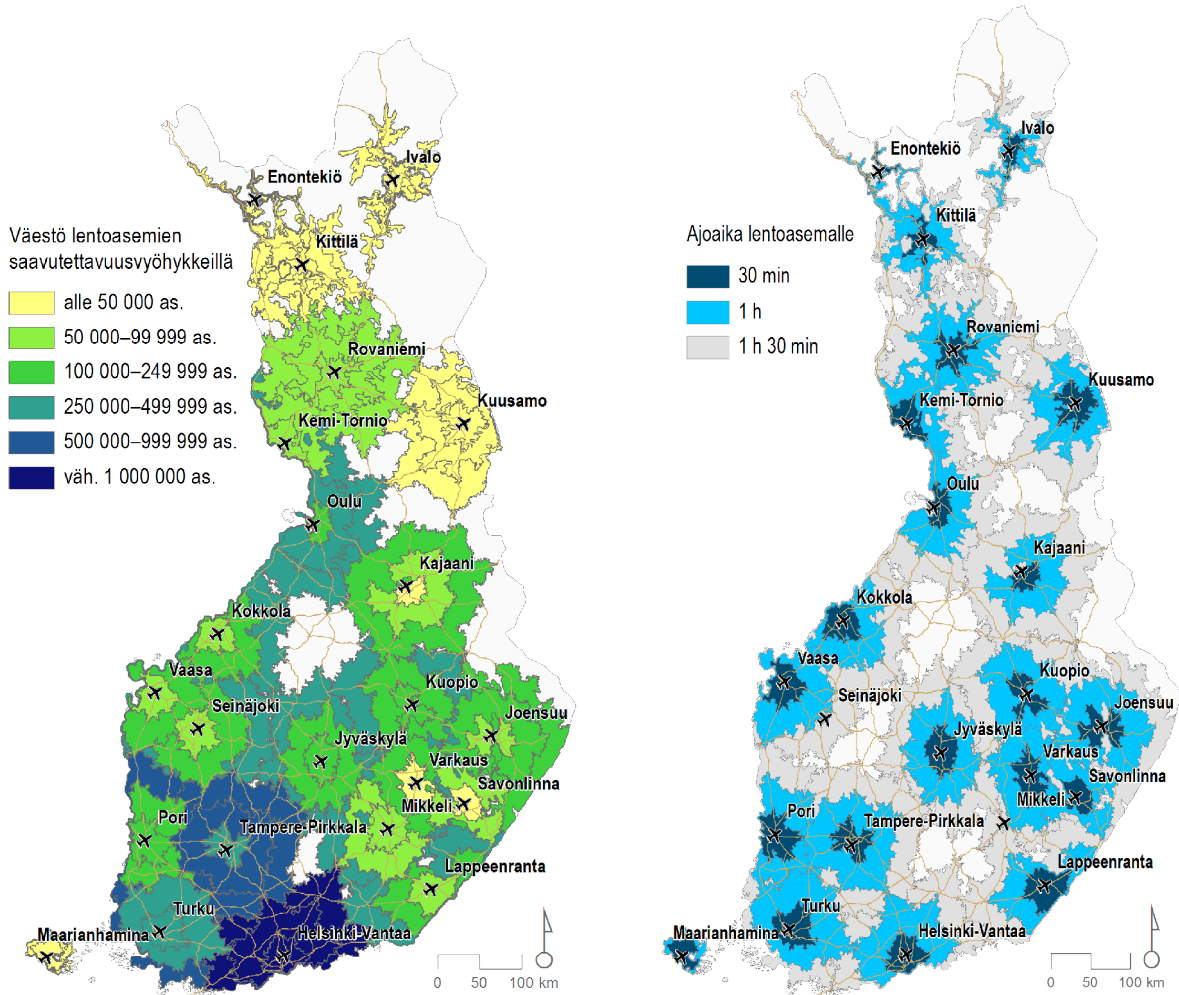 Väestö lentoasemien
saavutettavuusvyöhykkeillä
alle 50 000 as.
50 000–99 999 as.
100 000–249 999 as.
250 000–499 999 as.
500 000–999 999 as.
väh. 1 000 000 as.
Ivalo
Enontekiö
Kittilä
Rovaniemi
Kuusamo
Kemi-Tornio
Oulu
Kajaani
Kokkola
Vaasa
Kuopio
Seinäjoki
Joensuu
Jyväskylä
Varkaus
Savonlinna
Mikkeli
Pori
Tampere-Pirkkala
Lappeenranta
Turku
Maarianhamina
Helsinki-Vantaa
0 50 100 km
Ajoaika lentoasemalle
30 min
1 h
1 h 30 min
Ivalo
Enontekiö
Kittilä
Rovaniemi
Kuusamo
Kemi-Tornio
Oulu
Kajaani
Kokkola
Vaasa
Kuopio
Seinäjoki
Joensuu
Jyväskylä
Varkaus
Savonlinna
Mikkeli
Pori
Tampere-Pirkkala
Lappeenranta
Turku
Maarianhamina
Helsinki-Vantaa
0 50 100 km